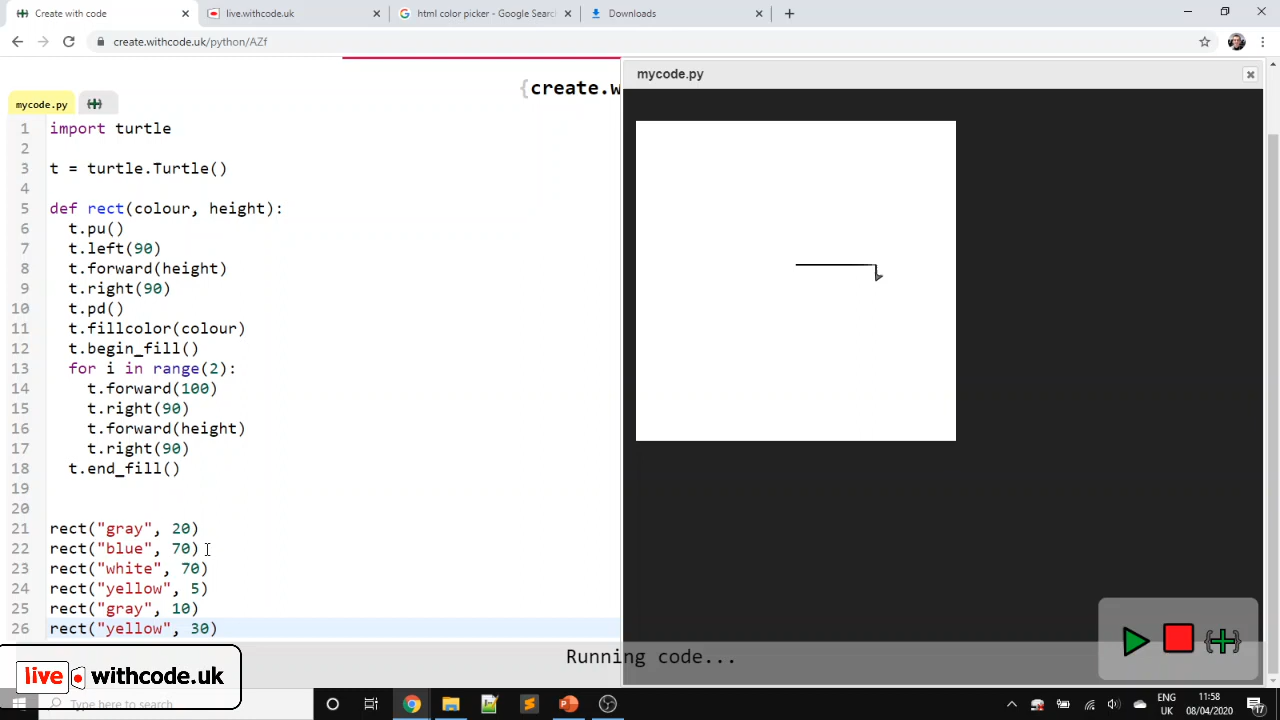 Create with code
live.withcode.uk
html color picker - Google Searc
Downloads
create.withcode.uk/python/AZf
{create.w
mycode.py
mycode.py
1 import turtle
2
3 t = turtle.Turtle()
4
5 def rect(colour, height):
6 t.pu()
7 t.left(90)
8 t.forward(height)
9 t.right(90)
10 t.pd()
11 t.fillcolor(colour)
12 t.begin_fill()
13 for i in range(2):
14 t.forward(100)
15 t.right(90)
16 t.forward(height)
17 t.right(90)
18 t.end_fill()
19
20
21 rect("gray", 20)
22 rect("blue", 70)
23 rect("white", 70)
24 rect("yellow", 5)
25 rect("gray", 10)
26 rect("yellow", 30)
Running code...
live withcode.uk
Type here to search
ENG
UK
11:58
08/04/2020
17